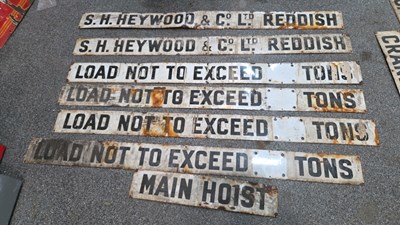 S.H. HEYWOOD & Cº LTD REDDISH
S.H. HEYWOOD & Cº LTD REDDISH
LOAD NOT TO EXCEED TONS
LOAD NOT TO EXCEED TONS
LOAD NOT TO EXCEED TONS
LOAD NOT TO EXCEED TONS
MAIN HOIST
CRAN